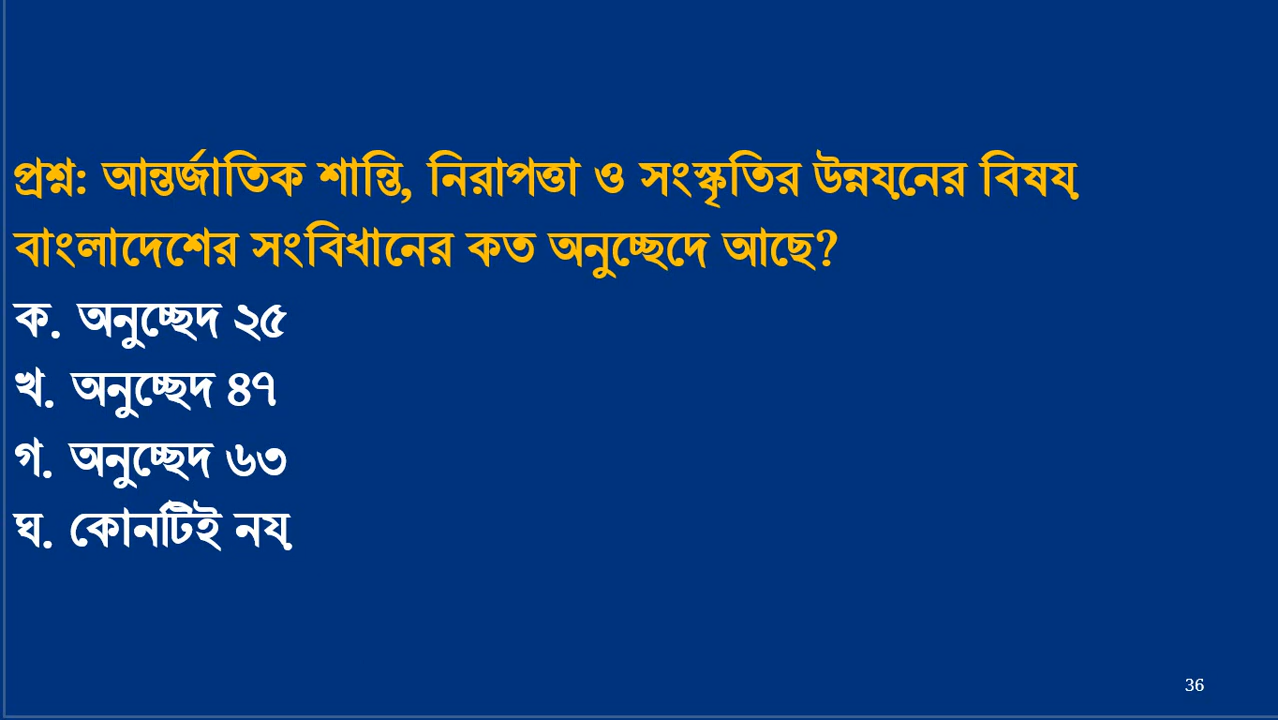 প্রশ্ন: আন্তর্জাতিক শান্তি, নিরাপত্তা ও সংস্কৃতির উন্নয়নের বিষয়
বাংলাদেশের সংবিধানের কত অনুচ্ছেদে আছে?
ক. অনুচ্ছেদ ২৫
খ. অনুচ্ছেদ ৪৭
গ. অনুচ্ছেদ ৬৩
ঘ. কোনটিই নয়
36